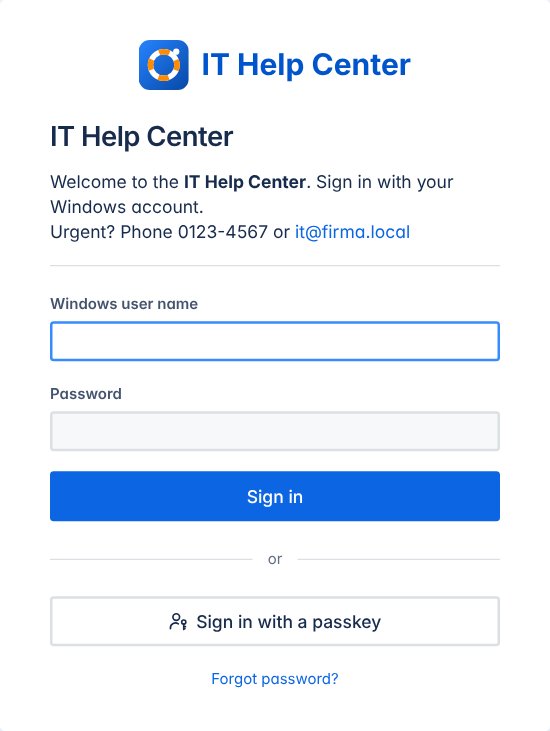 IT Help Center
IT Help Center
Welcome to the IT Help Center. Sign in with your
Windows account.
Urgent? Phone 0123-4567 or it@firma.local
Windows user name
Password
Sign in
or
Sign in with a passkey
Forgot password?